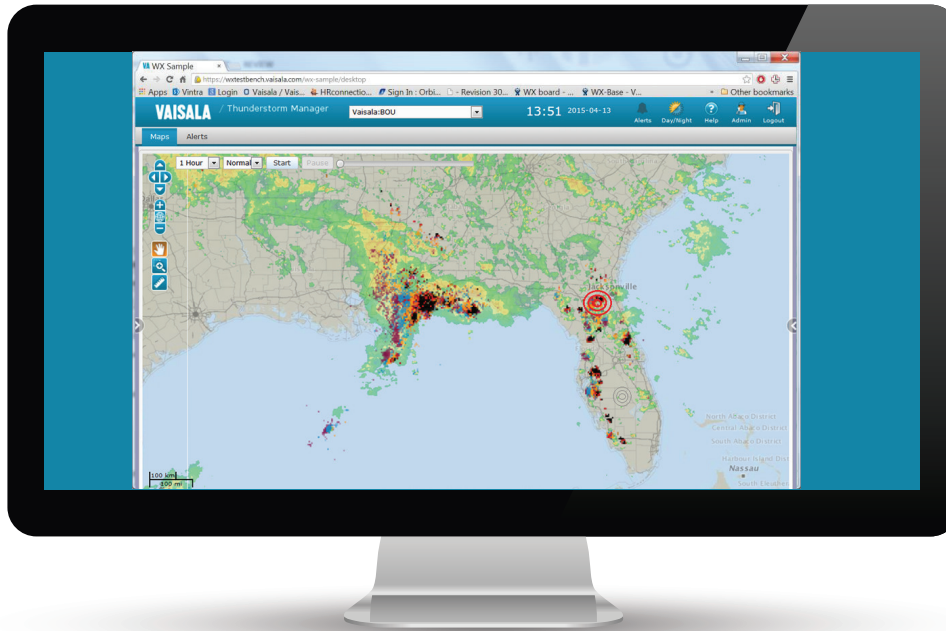 WX Sample
https://wxtestbench.vaisala.com/wx-sample/desktop
Apps Vintra Login Vaisala / Vais... HRconnectio... Sign In : Orbi... - Revision 30... WX board - ... WX-Base - V... Other bookmarks
VAISALA / Thunderstorm Manager Vaisala:BOU 13:51 2015-04-13 Alerts Day/Night Help Admin Logout
Maps Alerts
1 Hour Normal Start Pause
Jacksonville
North Abaco District
Central Abaco District
South Abaco District
Harbour Island Dist
Nassau
South Eleuthera
100 km
100 mi